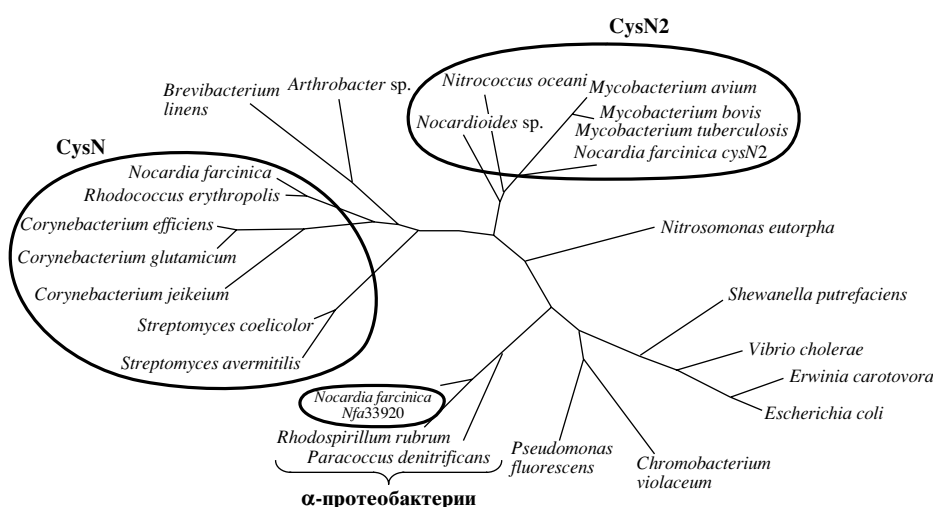 CysN2
Nitrococcus oceani
Mycobacterium avium
Mycobacterium bovis
Mycobacterium tuberculosis
Nocardia farcinica cysN2
Nocardioides sp.
Arthrobacter sp.
Brevibacterium
linens
CysN
Nocardia farcinica
Rhodococcus erythropolis
Corynebacterium efficiens
Corynebacterium glutamicum
Corynebacterium jeikeium
Streptomyces coelicolor
Streptomyces avermitilis
Nitrosomonas eutorpha
Shewanella putrefaciens
Vibrio cholerae
Erwinia carotovora
Escherichia coli
Nocardia farcinica
Nfa33920
Rhodospirillum rubrum
Paracoccus denitrificans
α-протеобактерии
Pseudomonas
fluorescens
Chromobacterium
violaceum